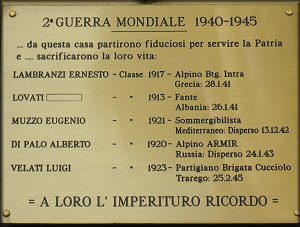 2ª GUERRA MONDIALE 1940-1945
... da questa casa partirono fiduciosi per servire la Patria
e .... sacrificarono la loro vita:
LAMBRANZI ERNESTO - Classe 1917 - Alpino Btg. Intra
Grecia: 28.1.41
LOVATI - " 1913 - Fante
Albania: 26.1.41
MUZZO EUGENIO - " 1921 - Sommergibilista
Mediterraneo: Disperso 13.12.42
DI PALO ALBERTO - " 1920 - Alpino ARMIR
Russia: Disperso 24.1.43
VELATI LUIGI - " 1923 - Partigiano Brigata Cucciolo
Trarego: 25.2.45
= A LORO L' IMPERITURO RICORDO =